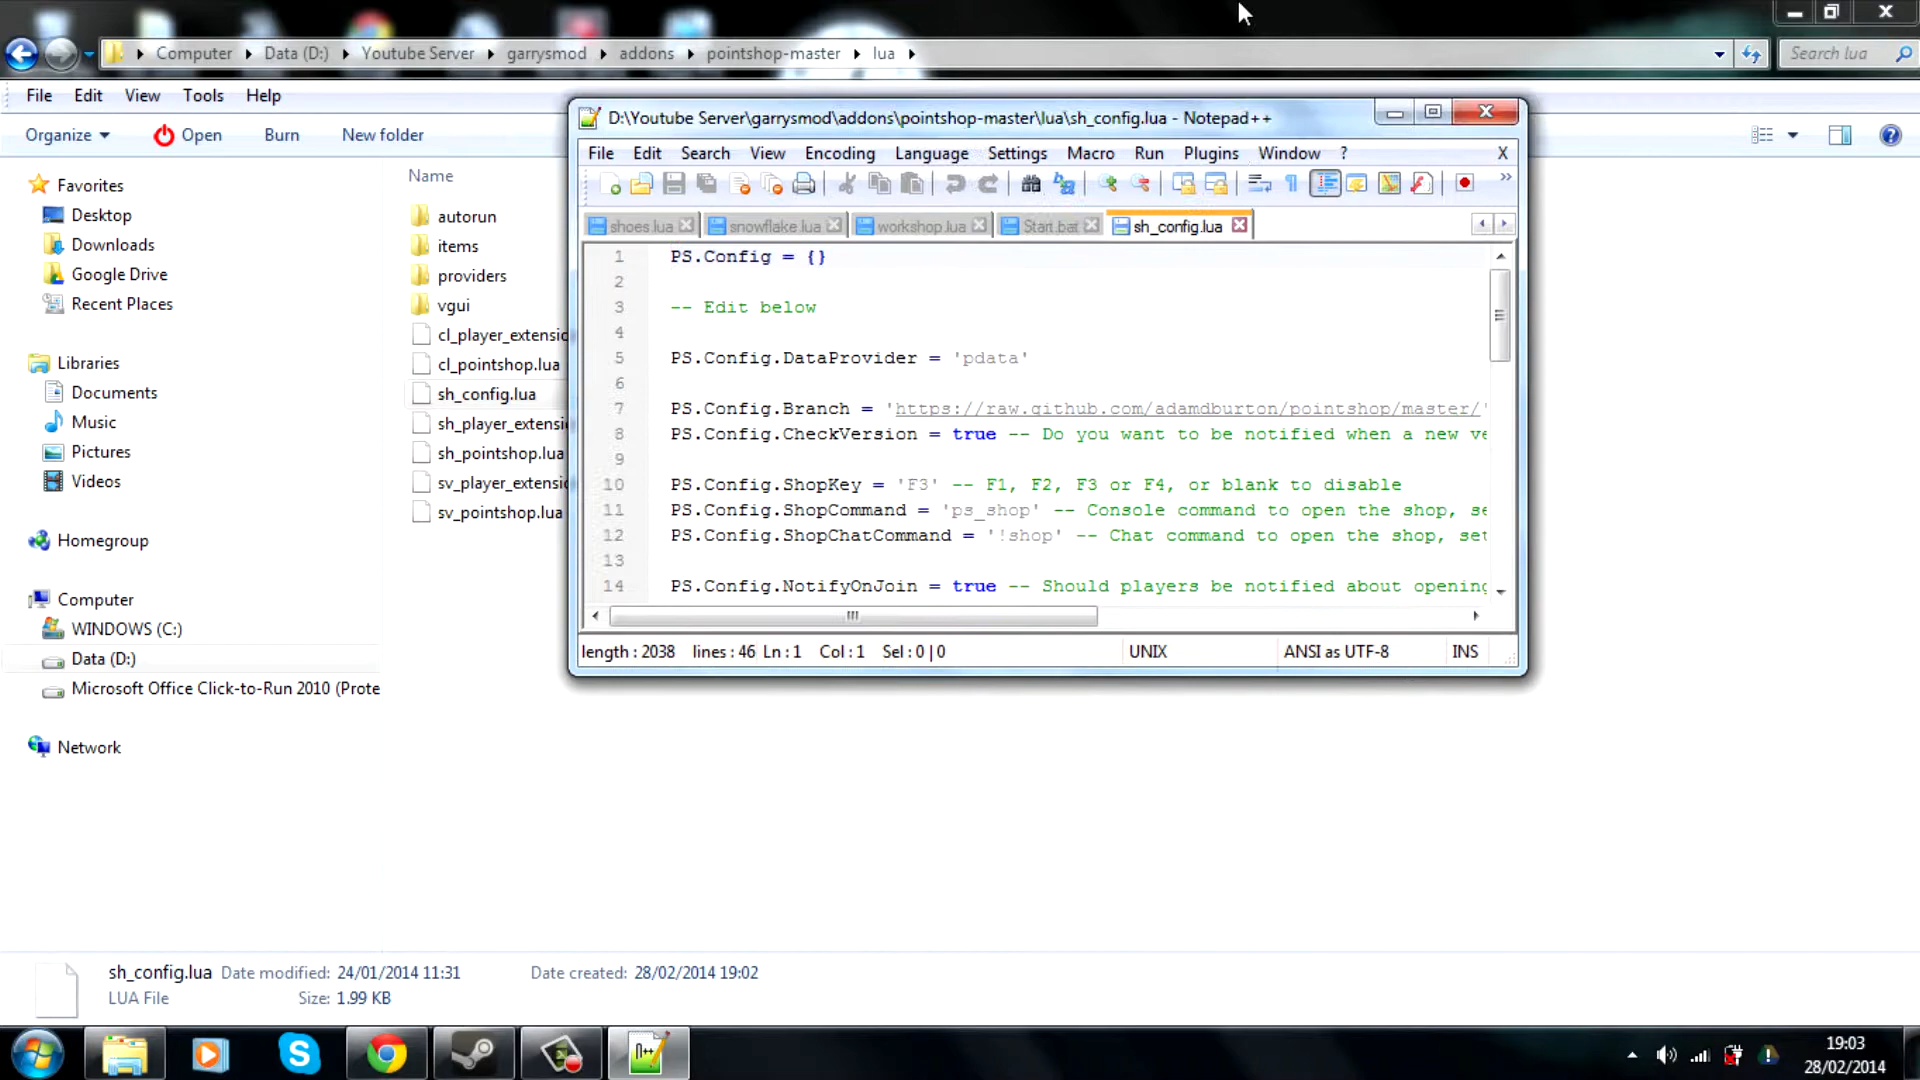 Computer Data (D:) Youtube Server garrysmod addons pointshop-master lua
Search lua
File Edit View Tools Help
Organize Open Burn New folder
Favorites
Desktop
Downloads
Google Drive
Recent Places
Libraries
Documents
Music
Pictures
Videos
Homegroup
Computer
WINDOWS (C:)
Data (D:)
Microsoft Office Click-to-Run 2010 (Prote
Network
Name
autorun
items
providers
vgui
cl_player_extensio
cl_pointshop.lua
sh_config.lua
sh_player_extensi
sh_pointshop.lua
sv_player_extensi
sv_pointshop.lua
D:\Youtube Server\garrysmod\addons\pointshop-master\lua\sh_config.lua - Notepad++
File Edit Search View Encoding Language Settings Macro Run Plugins Window ? X
shoes.lua snowflake.lua workshop.lua Start.bat sh_config.lua
1 PS.Config = {}
2
3 -- Edit below
4
5 PS.Config.DataProvider = 'pdata'
6
7 PS.Config.Branch = 'https://raw.github.com/adamdburton/pointshop/master/'
8 PS.Config.CheckVersion = true -- Do you want to be notified when a new ve
9
10 PS.Config.ShopKey = 'F3' -- F1, F2, F3 or F4, or blank to disable
11 PS.Config.ShopCommand = 'ps_shop' -- Console command to open the shop, se
12 PS.Config.ShopChatCommand = '!shop' -- Chat command to open the shop, set
13
14 PS.Config.NotifyOnJoin = true -- Should players be notified about opening
length : 2038 lines : 46 Ln : 1 Col : 1 Sel : 0 | 0 UNIX ANSI as UTF-8 INS
sh_config.lua Date modified: 24/01/2014 11:31 Date created: 28/02/2014 19:02
LUA File Size: 1.99 KB
19:03
28/02/2014